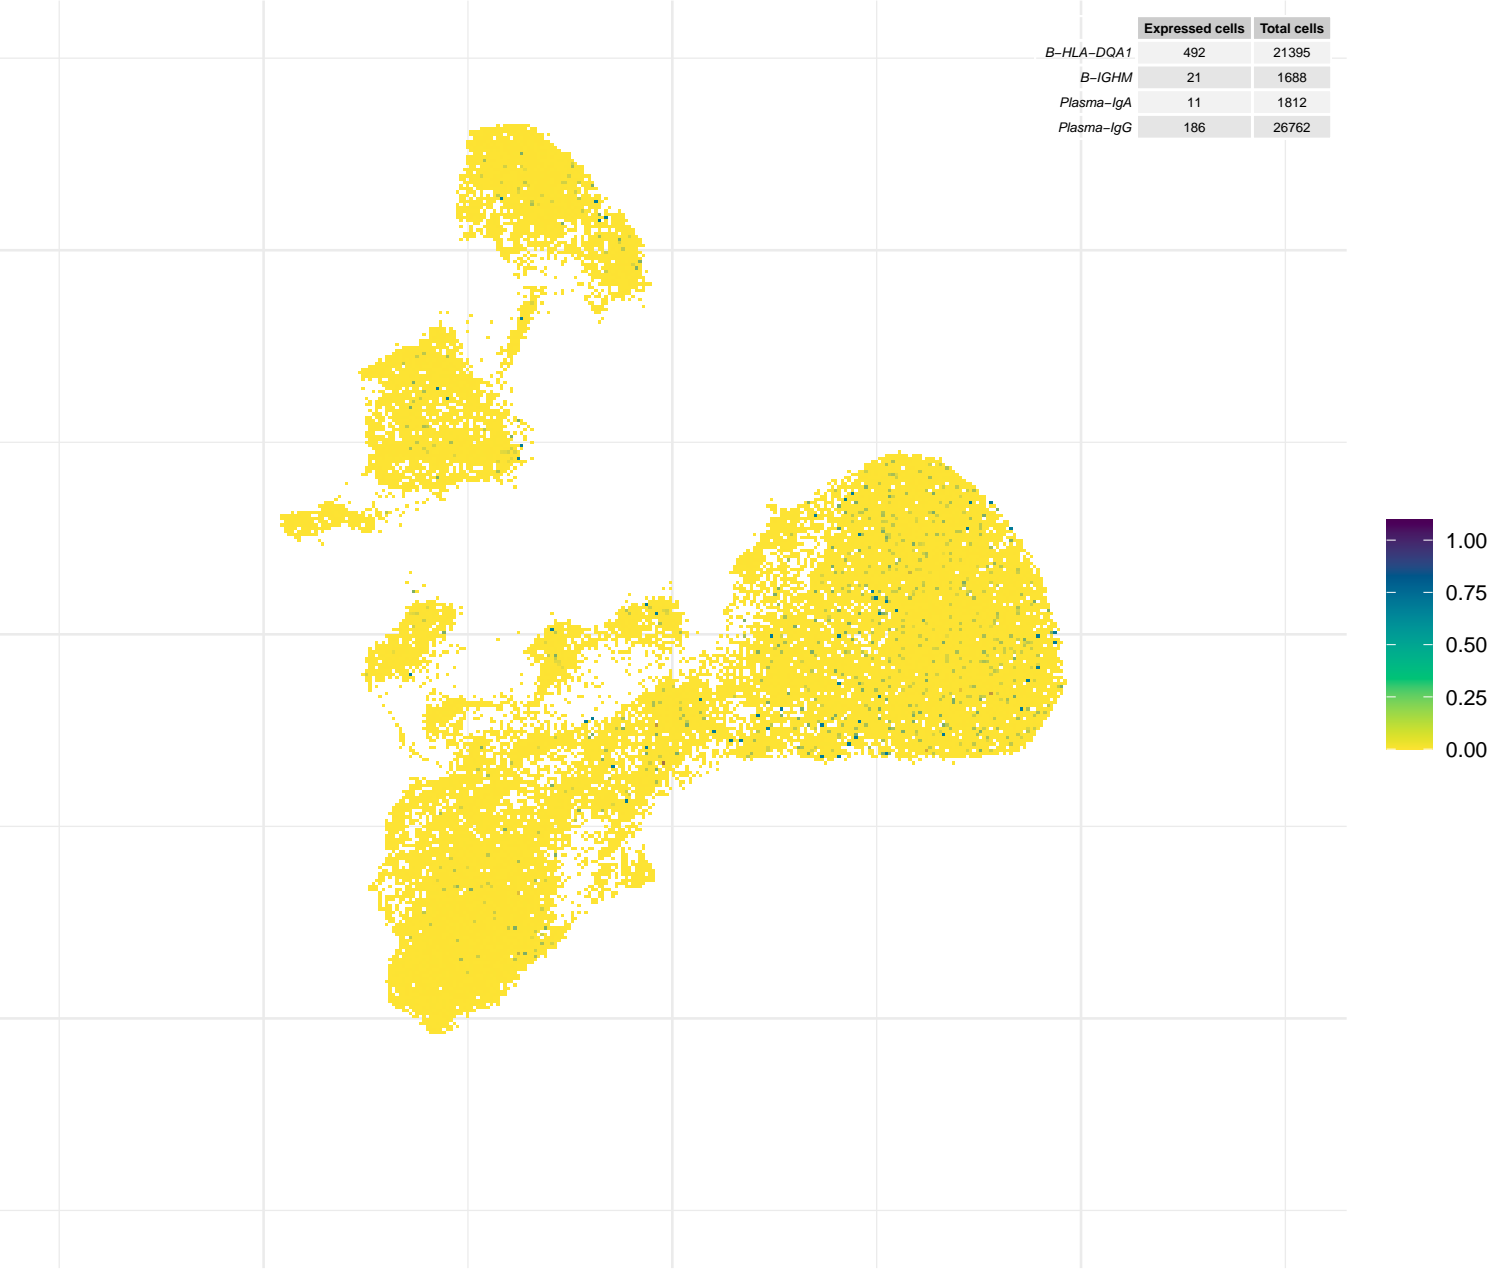 Expressed cells Total cells
B−HLA−DQA1 492 21395
B−IGHM 21 1688
Plasma−IgA 11 1812
Plasma−IgG 186 26762
1.00
0.75
0.50
0.25
0.00